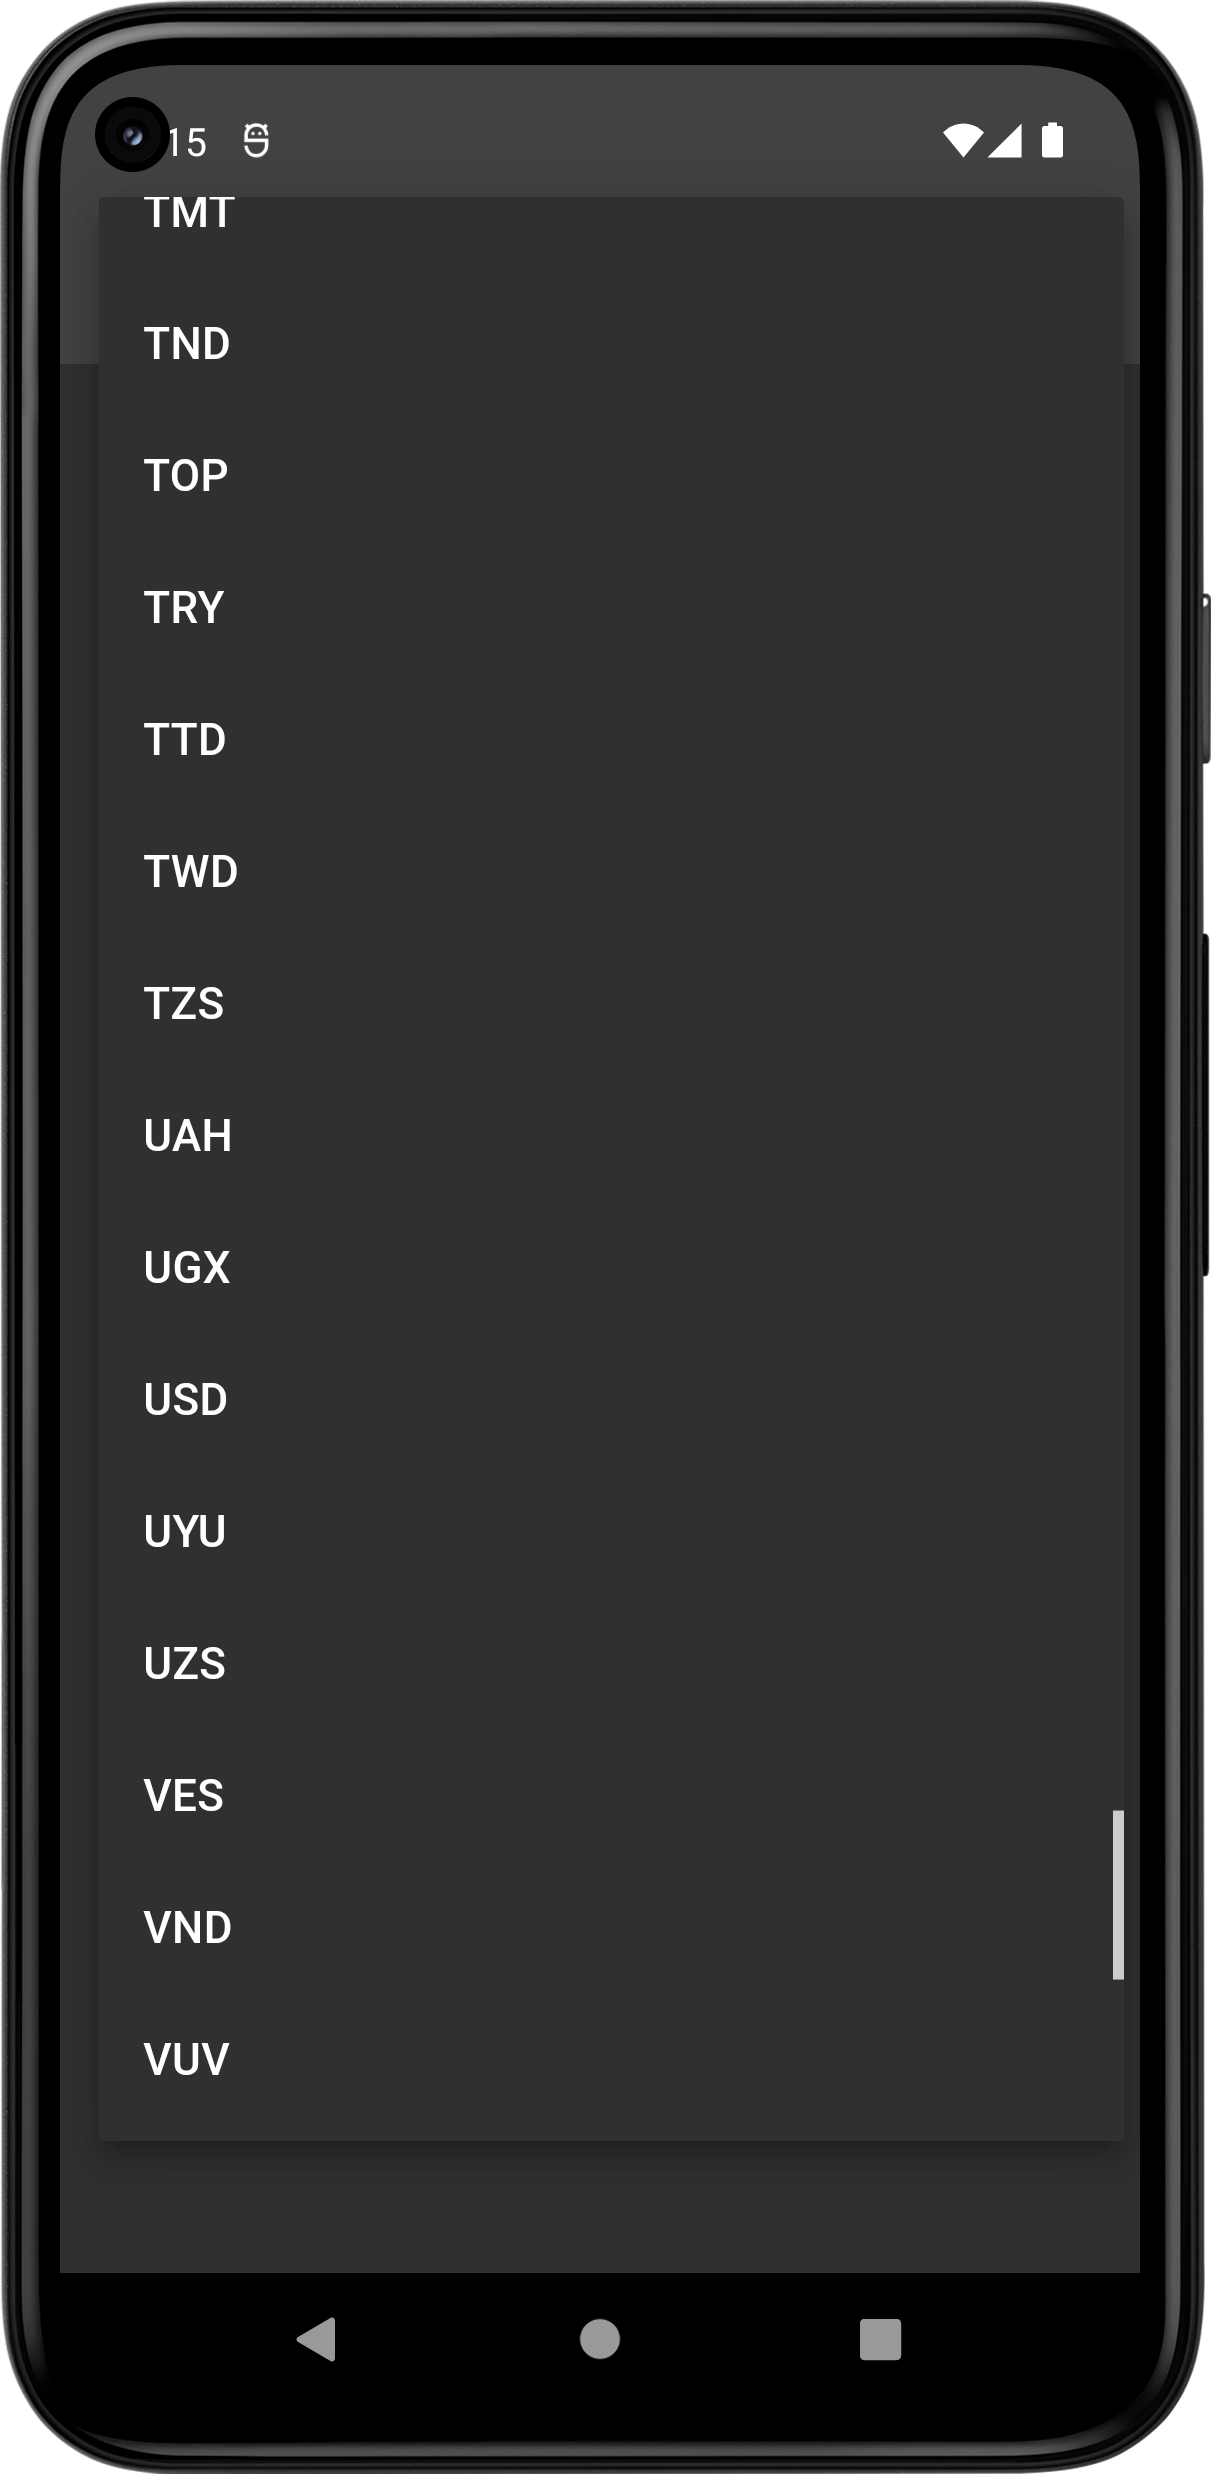 15
TMT
TND
TOP
TRY
TTD
TWD
TZS
UAH
UGX
USD
UYU
UZS
VES
VND
VUV